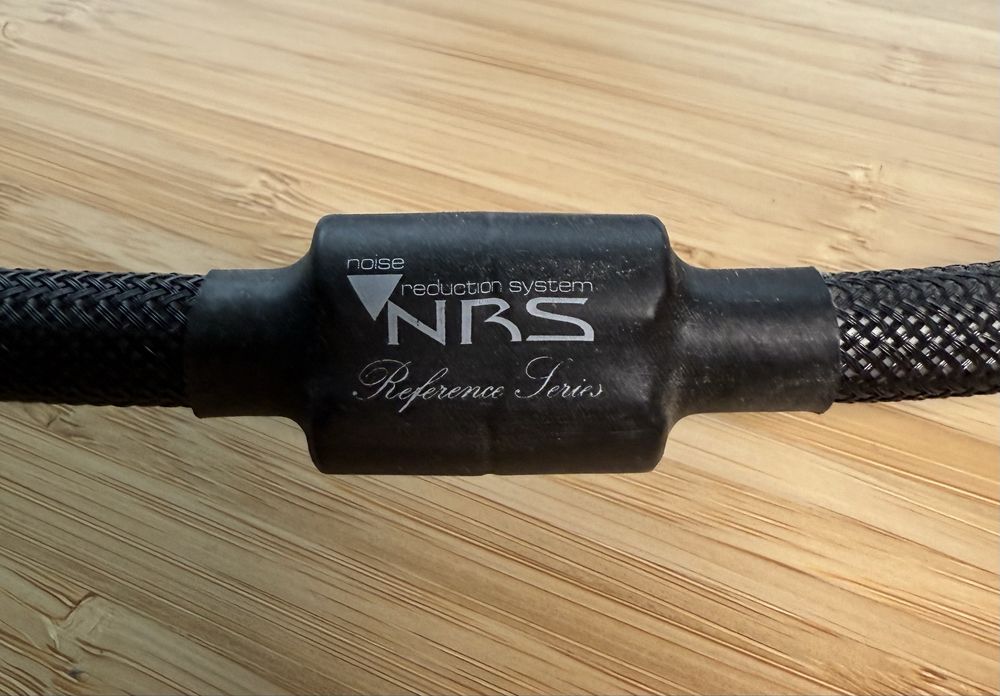 noise
reduction system
NRS
Reference Series